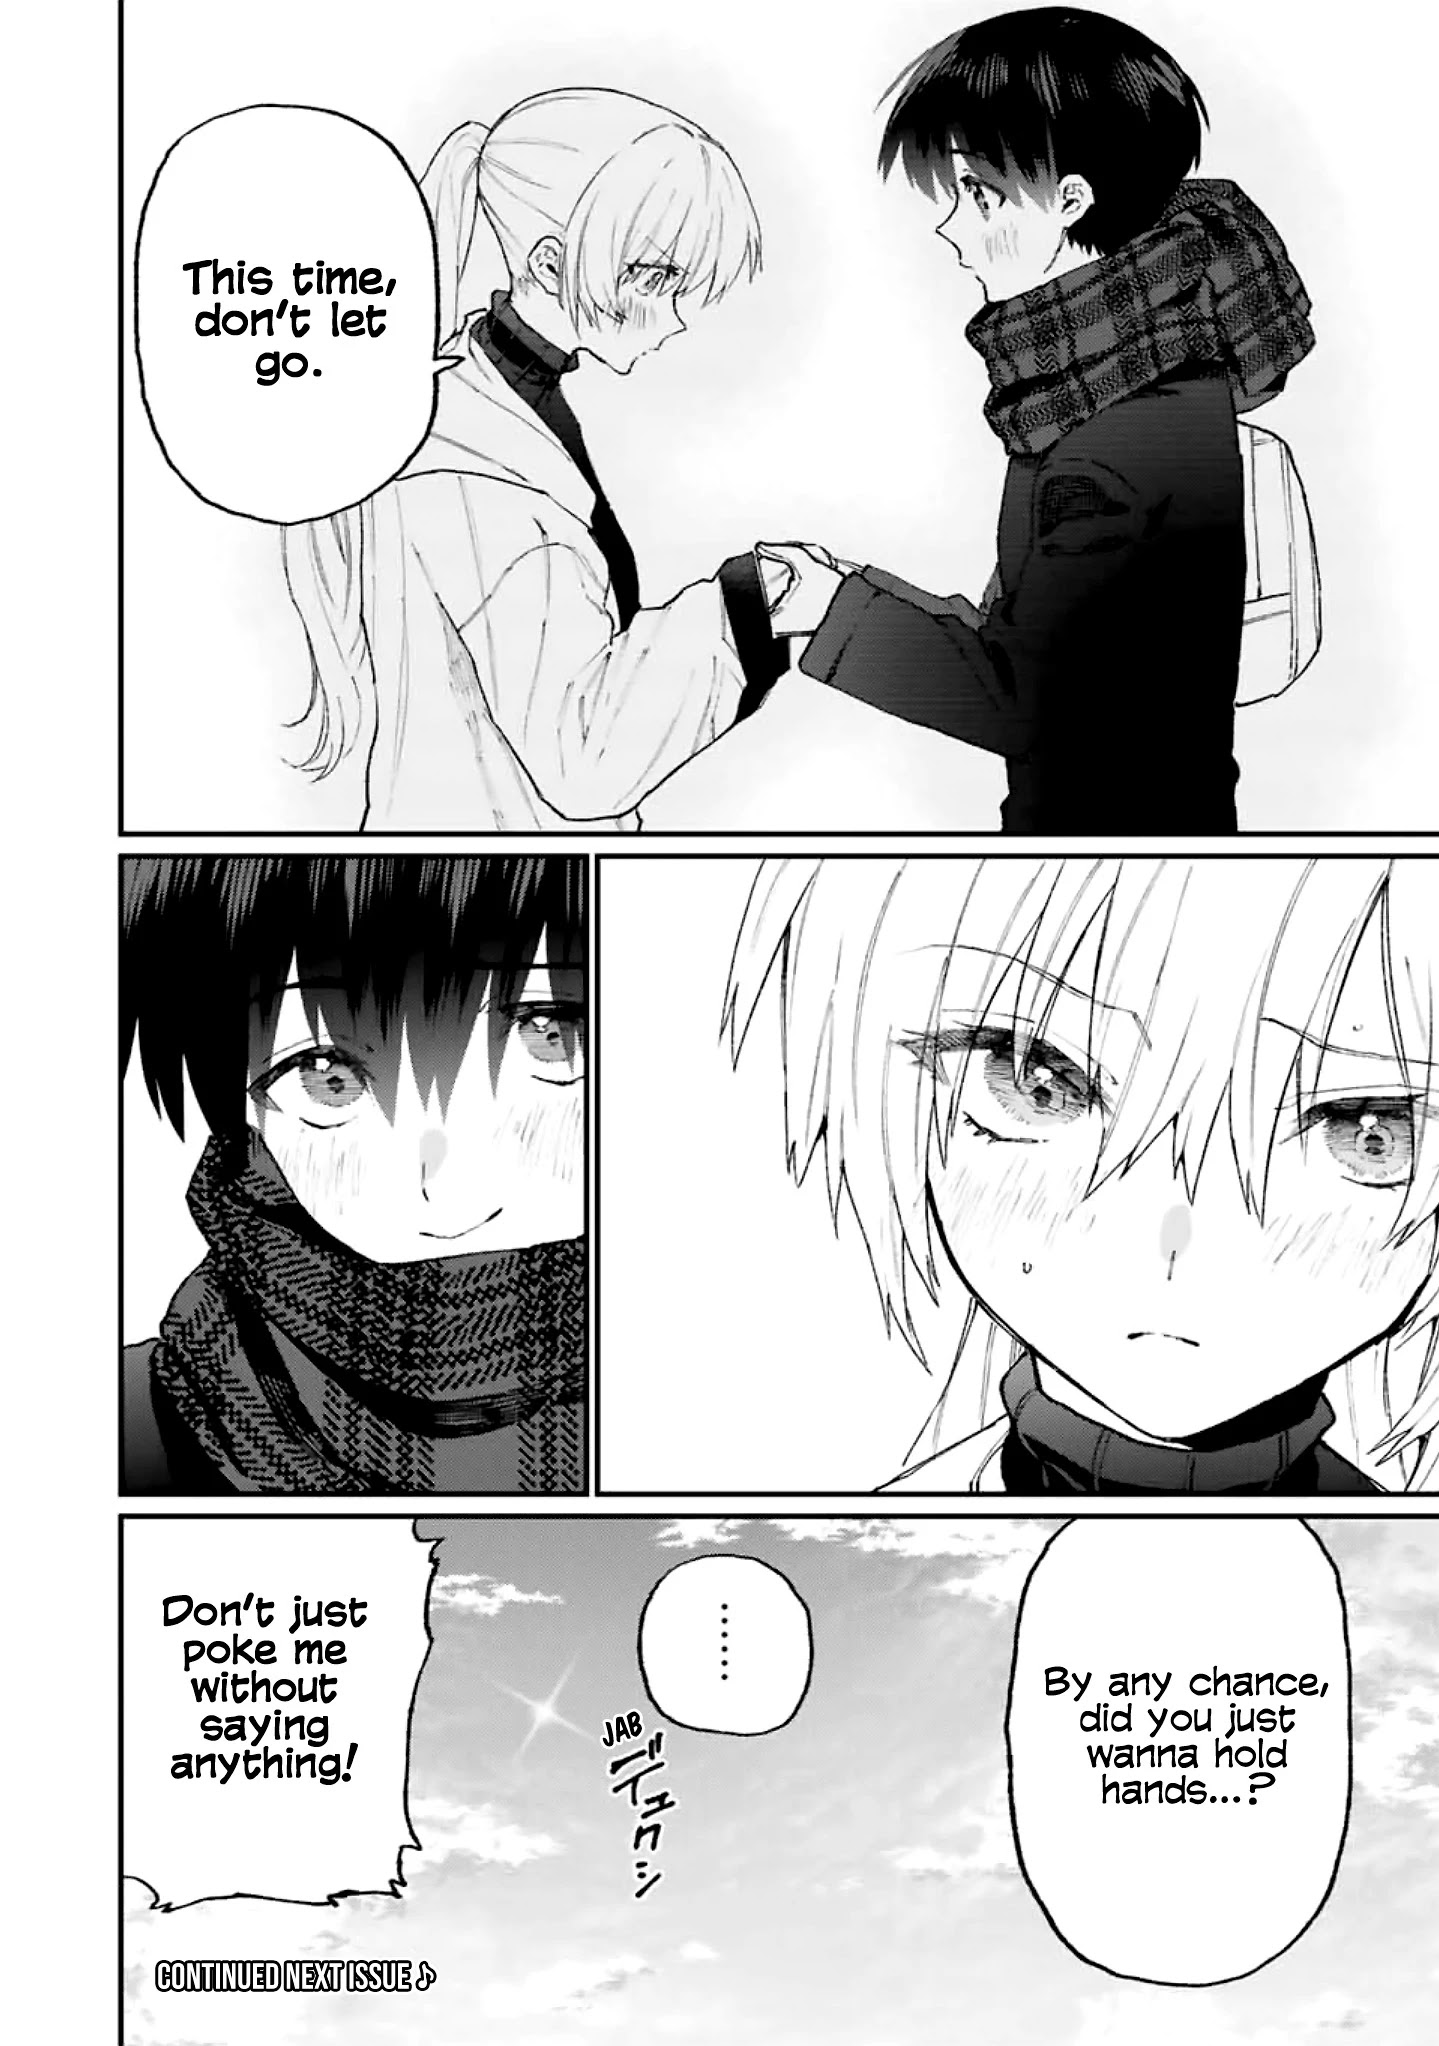 This time,
don't let
go.
By any chance,
did you just
wanna hold
hands...?
........
JAB
デュクシ
Don't just
poke me
without
saying
anything!
CONTINUED NEXT ISSUE ♪